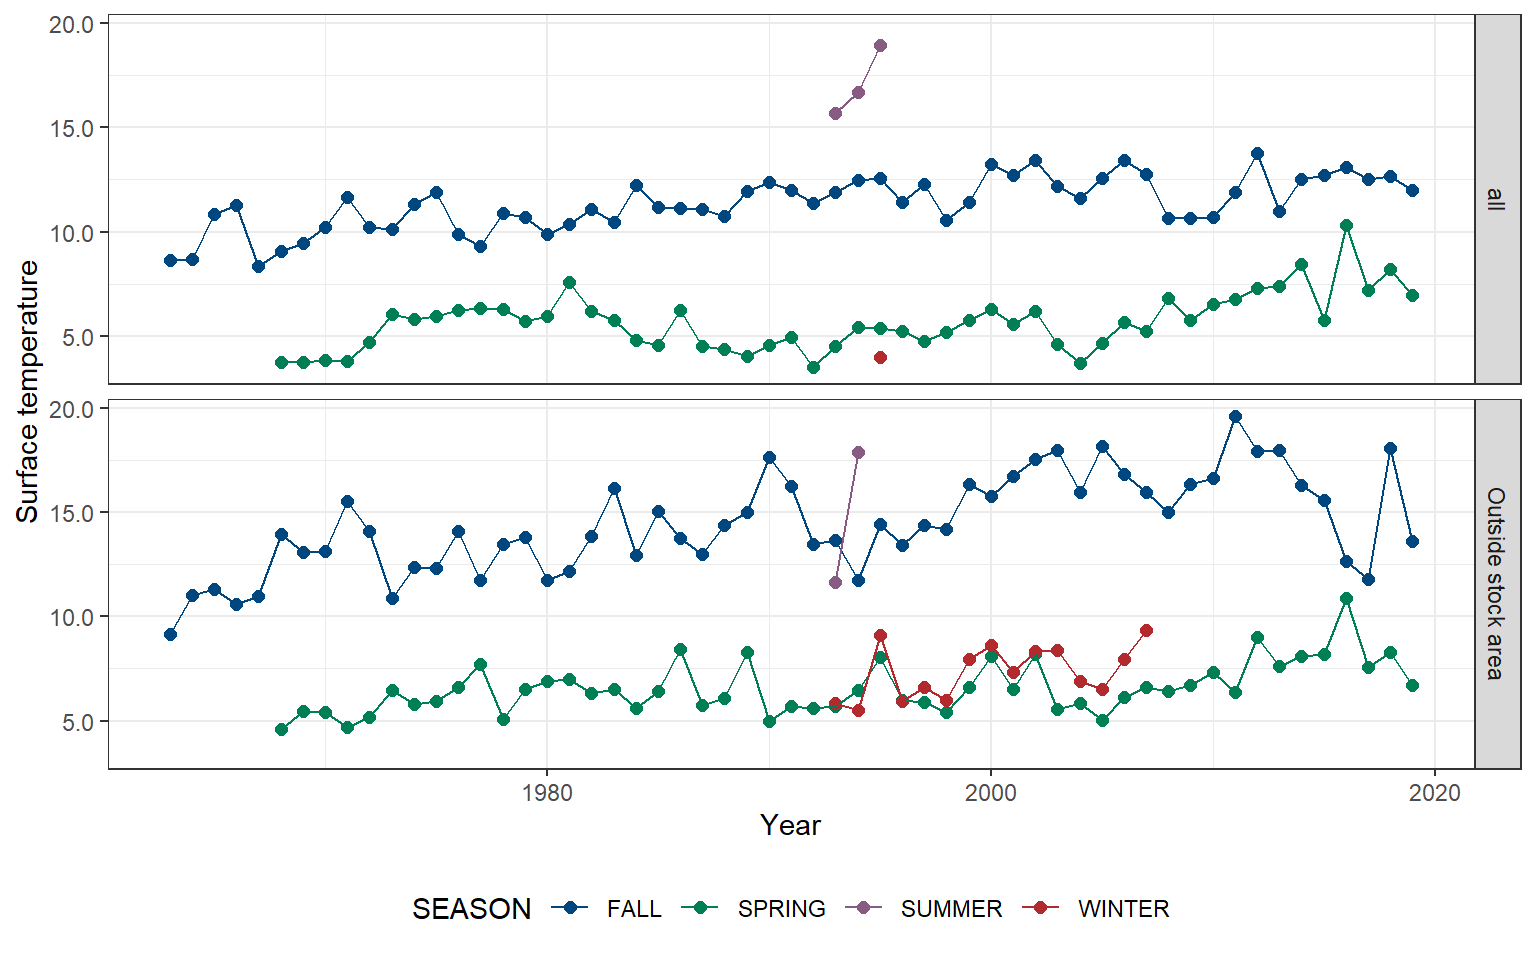 20.0
15.0
10.0
5.0
all
20.0
15.0
10.0
5.0
Outside stock area
Surface temperature
1980 2000 2020
Year
SEASON FALL SPRING SUMMER WINTER